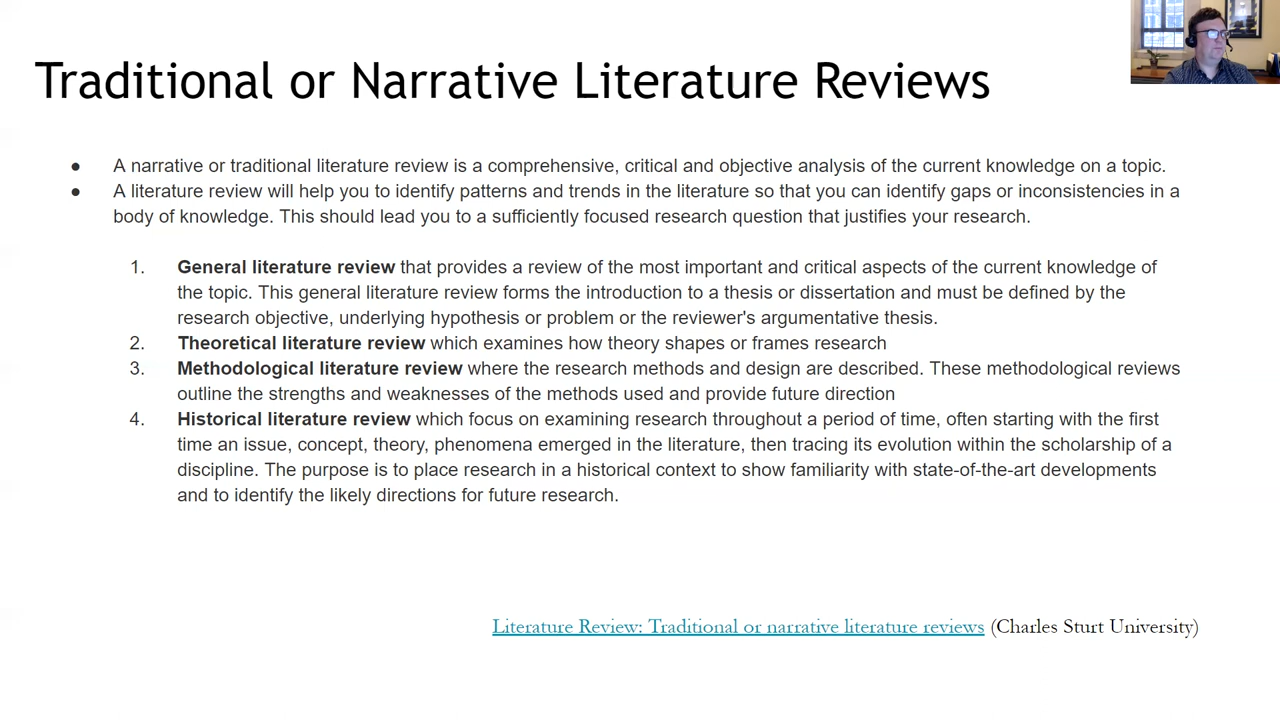 Traditional or Narrative Literature Reviews
● A narrative or traditional literature review is a comprehensive, critical and objective analysis of the current knowledge on a topic.
● A literature review will help you to identify patterns and trends in the literature so that you can identify gaps or inconsistencies in a
body of knowledge. This should lead you to a sufficiently focused research question that justifies your research.
1. General literature review that provides a review of the most important and critical aspects of the current knowledge of
the topic. This general literature review forms the introduction to a thesis or dissertation and must be defined by the
research objective, underlying hypothesis or problem or the reviewer's argumentative thesis.
2. Theoretical literature review which examines how theory shapes or frames research
3. Methodological literature review where the research methods and design are described. These methodological reviews
outline the strengths and weaknesses of the methods used and provide future direction
4. Historical literature review which focus on examining research throughout a period of time, often starting with the first
time an issue, concept, theory, phenomena emerged in the literature, then tracing its evolution within the scholarship of a
discipline. The purpose is to place research in a historical context to show familiarity with state-of-the-art developments
and to identify the likely directions for future research.
Literature Review: Traditional or narrative literature reviews (Charles Sturt University)